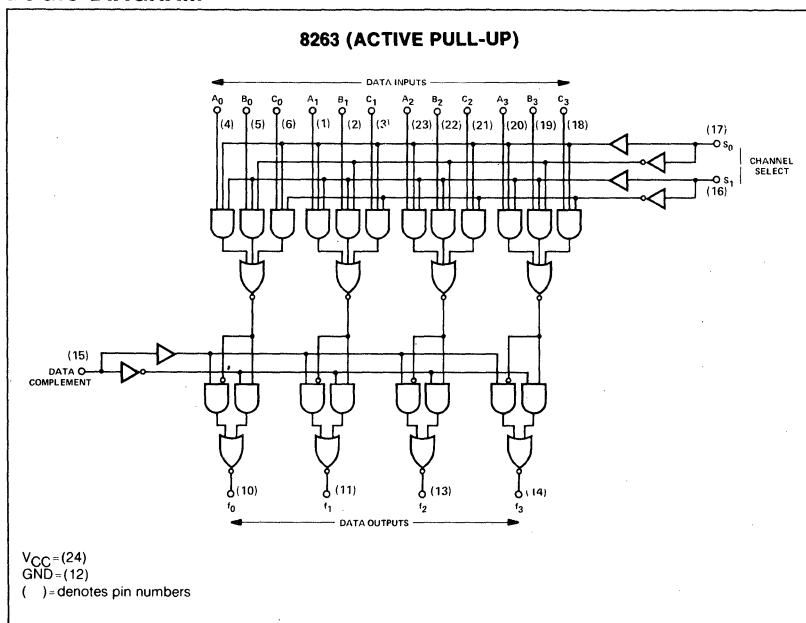 8263 (ACTIVE PULL-UP)
DATA INPUTS
A0 B0 C0 A1 B1 C1 A2 B2 C2 A3 B3 C3
(4) (5) (6) (1) (2) (3) (23) (22) (21) (20) (19) (18)
(17)
S0
CHANNEL
SELECT
S1
(16)
(15)
DATA
COMPLEMENT
(10) (11) (13) (14)
f0 f1 f2 f3
DATA OUTPUTS
VCC=(24)
GND=(12)
( )=denotes pin numbers